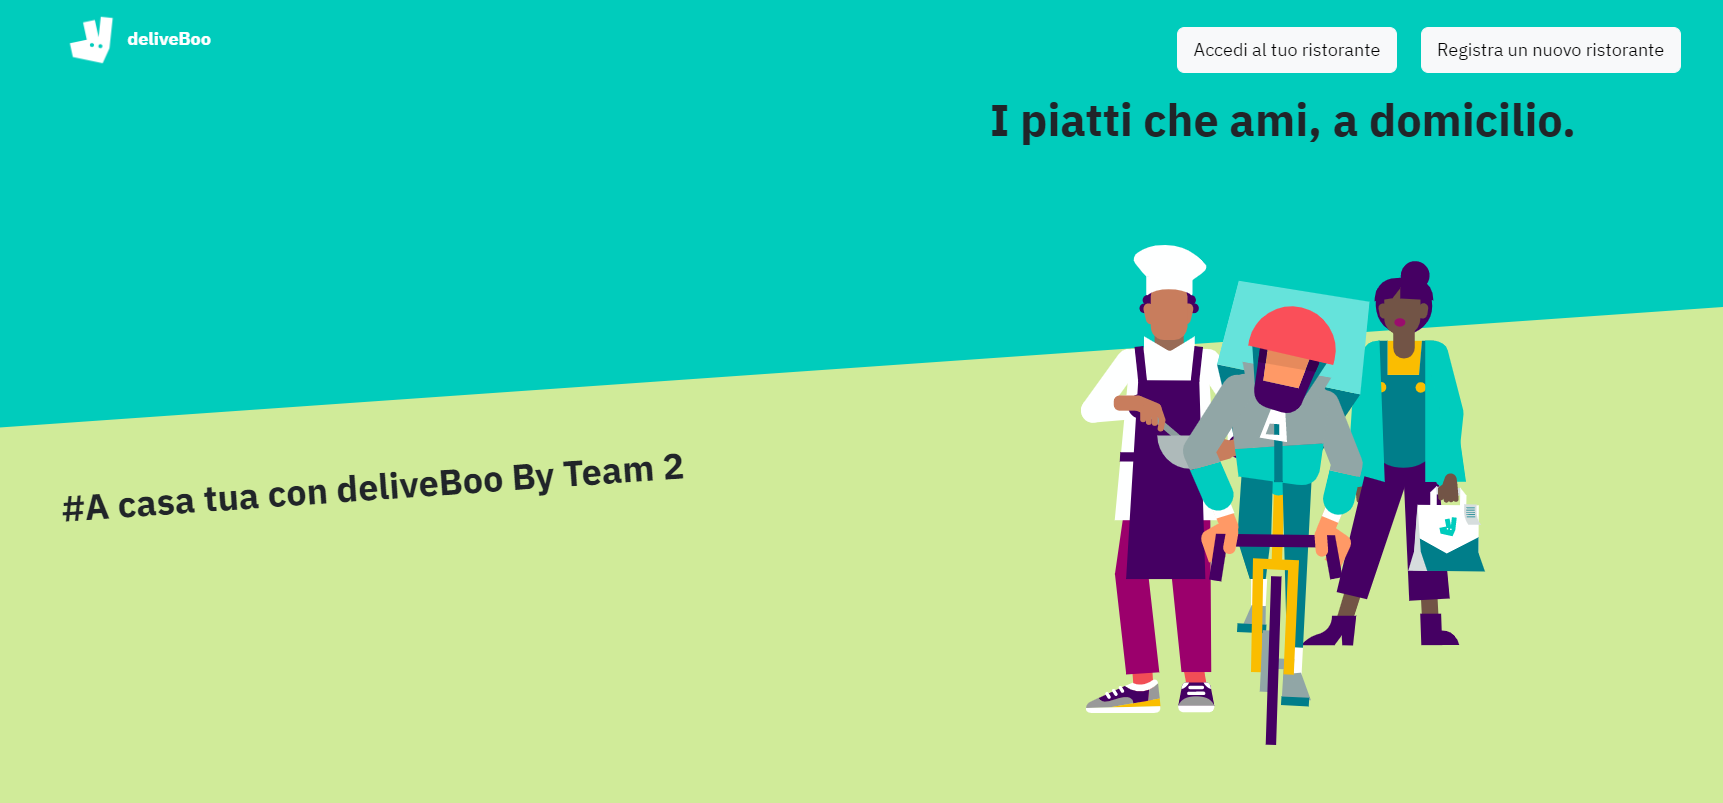 deliveBoo
Accedi al tuo ristorante
Registra un nuovo ristorante
I piatti che ami, a domicilio.
#A casa tua con deliveBoo By Team 2